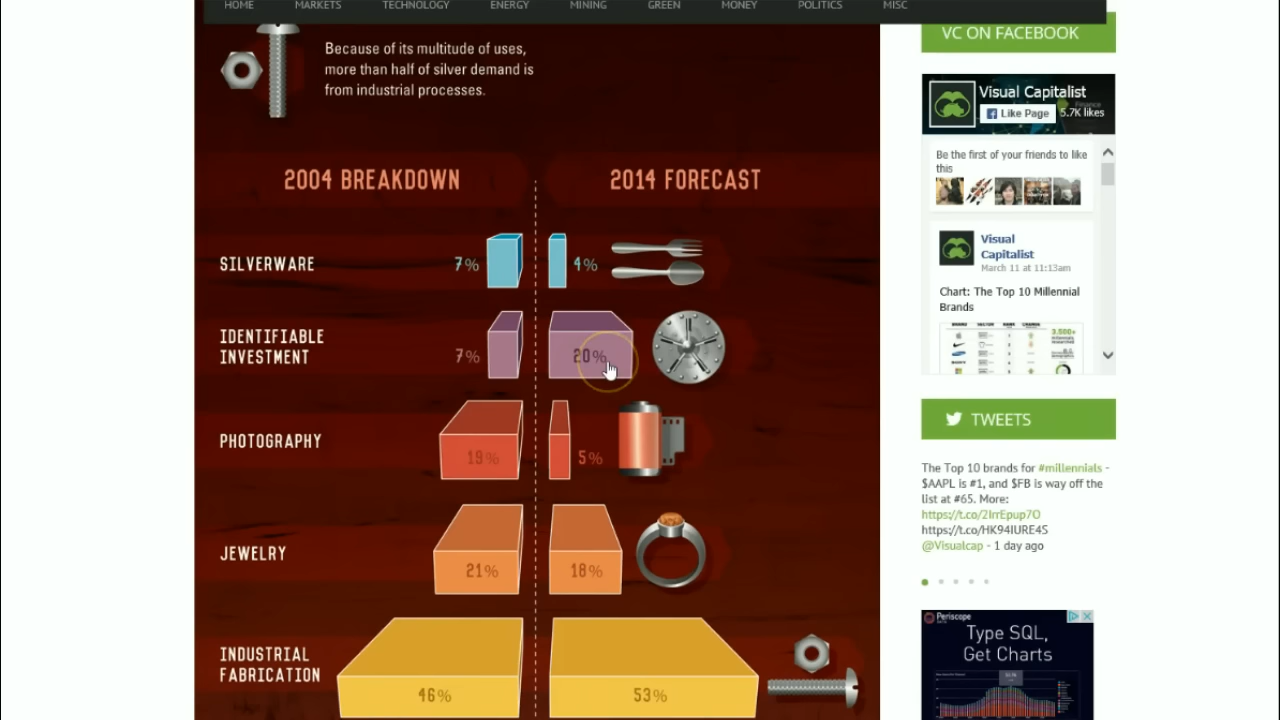 HOME MARKETS TECHNOLOGY ENERGY MINING GREEN MONEY POLITICS MISC
Because of its multitude of uses,
more than half of silver demand is
from industrial processes.
2004 BREAKDOWN 2014 FORECAST
SILVERWARE 7% 4%
IDENTIFIABLE
INVESTMENT 7% 20%
PHOTOGRAPHY 19% 5%
JEWELRY 21% 18%
INDUSTRIAL
FABRICATION 46% 53%
VC ON FACEBOOK
Visual Capitalist
Like Page 5.7K likes
Be the first of your friends to like
this
Visual
Capitalist
March 11 at 11:13am
Chart: The Top 10 Millennial
Brands
TWEETS
The Top 10 brands for #millennials -
$AAPL is #1, and $FB is way off the
list at #65. More:
https://t.co/2IrrEpup7O
https://t.co/HK94IURE4S
@Visualcap - 1 day ago
Periscope
Type SQL,
Get Charts